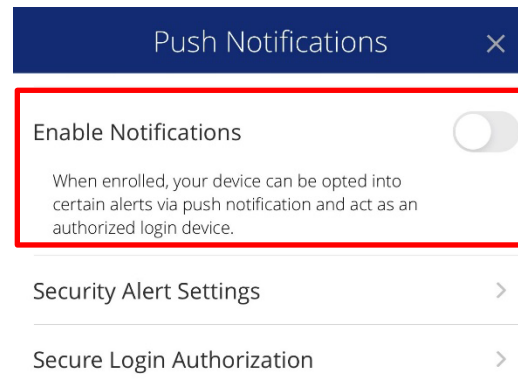 Push Notifications
Enable Notifications
When enrolled, your device can be opted into
certain alerts via push notification and act as an
authorized login device.
Security Alert Settings
Secure Login Authorization